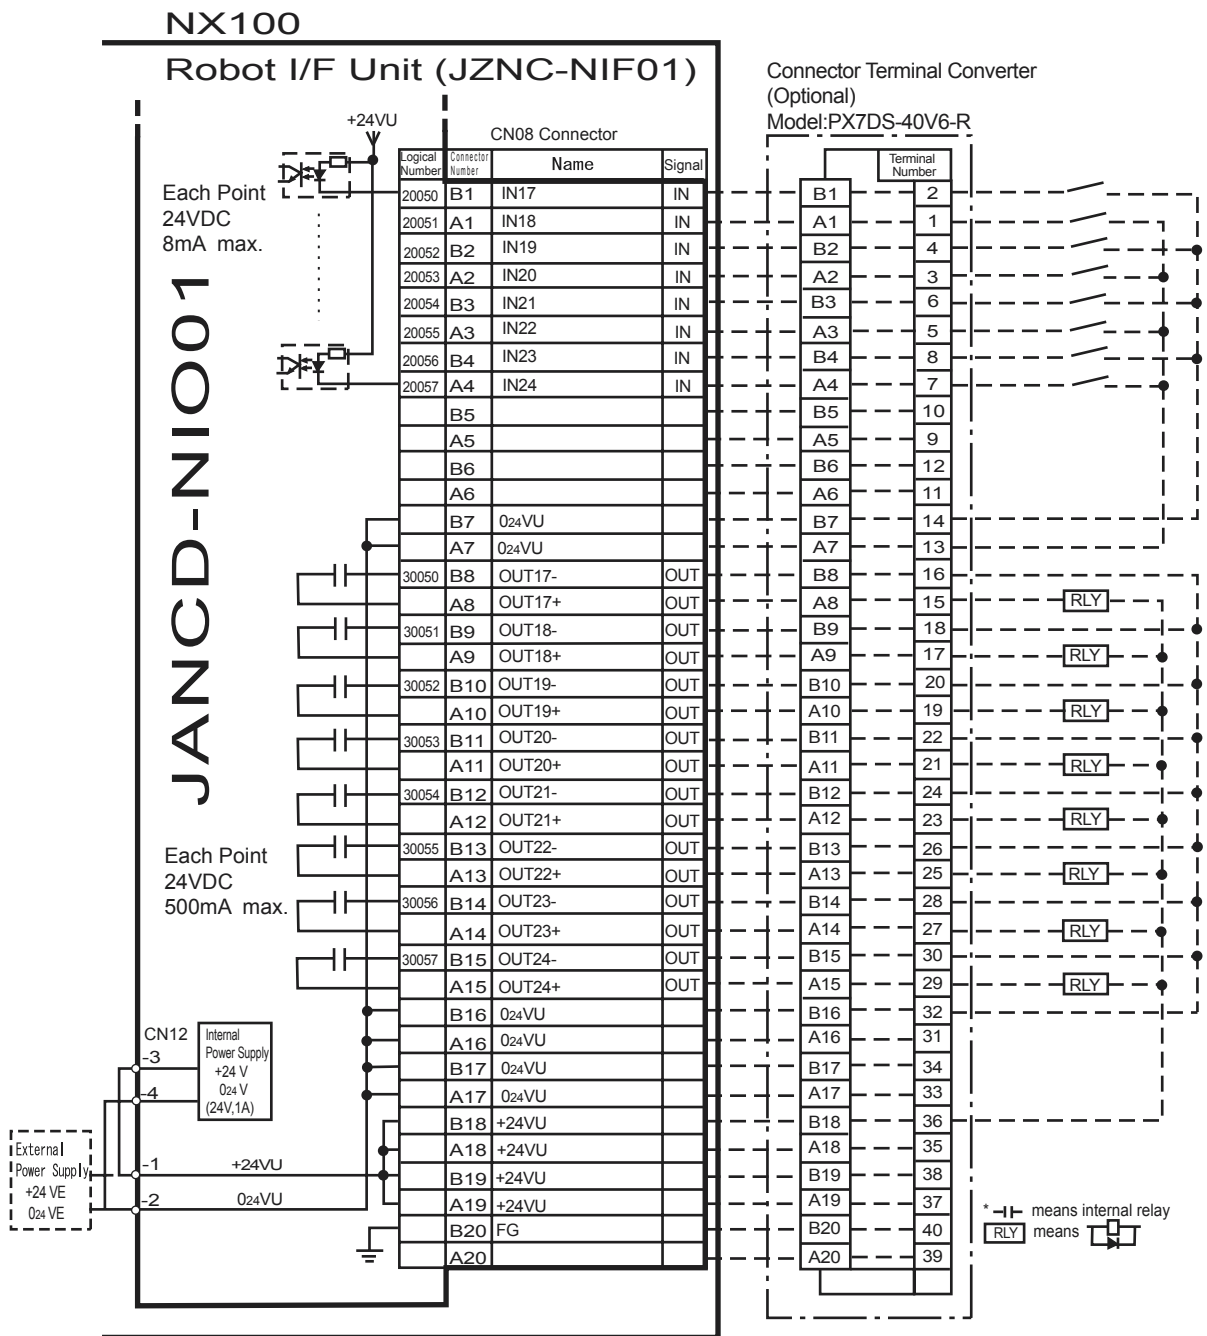 NX100
Robot I/F Unit (JZNC-NIF01)
Connector Terminal Converter
(Optional)
Model:PX7DS-40V6-R
+24VU
CN08 Connector
Logical Number Connector Number Name Signal
Terminal Number
Each Point
24VDC
8mA max.
JANCD-NIO01
20050 B1 IN17 IN B1 2
20051 A1 IN18 IN A1 1
20052 B2 IN19 IN B2 4
20053 A2 IN20 IN A2 3
20054 B3 IN21 IN B3 6
20055 A3 IN22 IN A3 5
20056 B4 IN23 IN B4 8
20057 A4 IN24 IN A4 7
B5 B5 10
A5 A5 9
B6 B6 12
A6 A6 11
B7 024VU B7 14
A7 024VU A7 13
30050 B8 OUT17- OUT B8 16
A8 OUT17+ OUT A8 15 RLY
30051 B9 OUT18- OUT B9 18
A9 OUT18+ OUT A9 17 RLY
30052 B10 OUT19- OUT B10 20
A10 OUT19+ OUT A10 19 RLY
30053 B11 OUT20- OUT B11 22
A11 OUT20+ OUT A11 21 RLY
30054 B12 OUT21- OUT B12 24
A12 OUT21+ OUT A12 23 RLY
30055 B13 OUT22- OUT B13 26
A13 OUT22+ OUT A13 25 RLY
30056 B14 OUT23- OUT B14 28
A14 OUT23+ OUT A14 27 RLY
30057 B15 OUT24- OUT B15 30
A15 OUT24+ OUT A15 29 RLY
B16 024VU B16 32
A16 024VU A16 31
B17 024VU B17 34
A17 024VU A17 33
B18 +24VU B18 36
A18 +24VU A18 35
B19 +24VU B19 38
A19 +24VU A19 37
B20 FG B20 40
A20 A20 39
Each Point
24VDC
500mA max.
CN12
-3
-4
-1
-2
Internal
Power Supply
+24 V
024 V
(24V,1A)
External
Power Supply
+24 VE
024 VE
+24VU
024VU
* means internal relay
RLY means